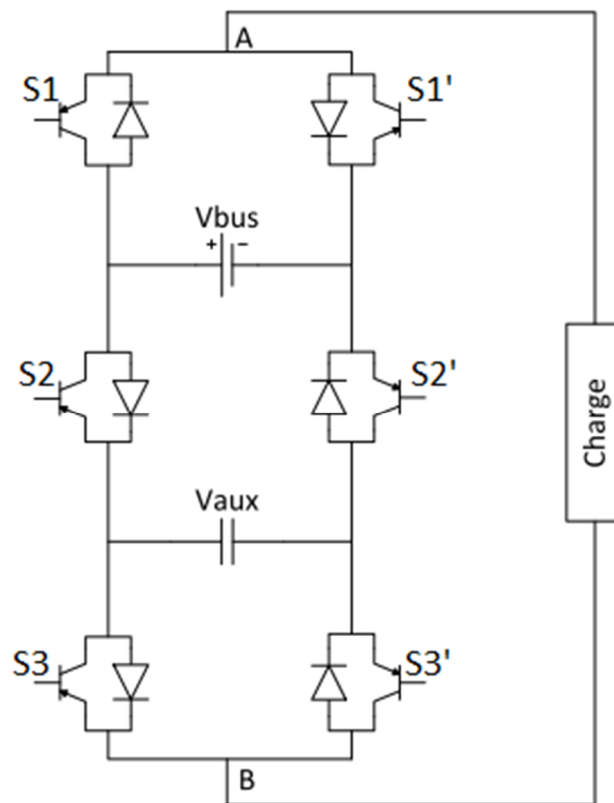 A
S1
S1'
Vbus
+ −
S2
S2'
Charge
Vaux
S3
S3'
B